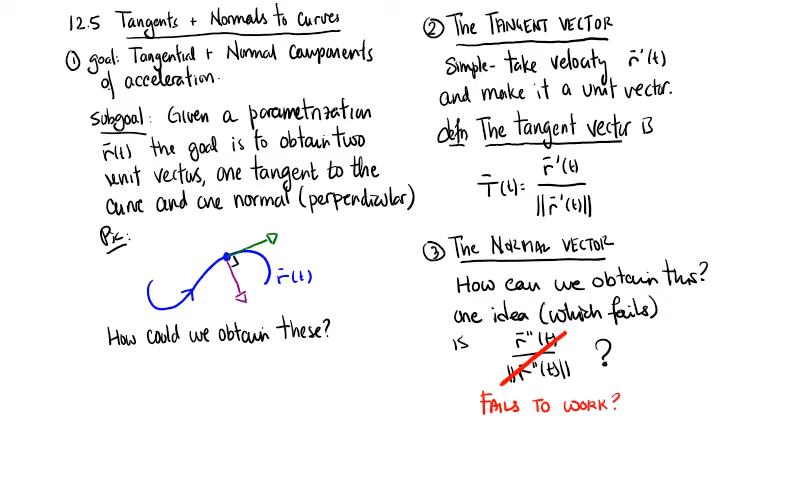 12.5 Tangents + Normals to Curves
① goal: Tangential + Normal Components
of acceleration.
Subgoal: Given a parametrization
r̄(t) the goal is to obtain two
unit vectors, one tangent to the
curve and one normal (perpendicular)
Pic:
r̄(t)
How could we obtain these?
② The TANGENT VECTOR
Simple- take velocity r̄'(t)
and make it a unit vector.
defn The tangent vector is
T̄(t) = r̄'(t) / ||r̄'(t)||
③ The NORMAL VECTOR
How can we obtain this?
one idea (which fails)
is r̄''(t) / ||r̄''(t)|| ?
FAILS TO WORK?